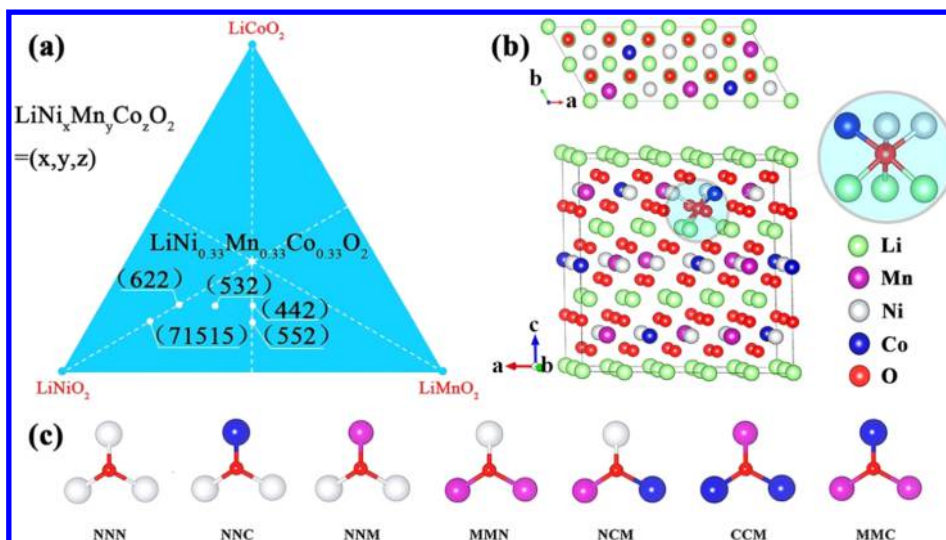 (a)
LiCoO₂
LiNiₓMnᵧCo_zO₂
=(x,y,z)
LiNi₀.₃₃Mn₀.₃₃Co₀.₃₃O₂
(622)
(532)
(442)
(71515)
(552)
LiNiO₂
LiMnO₂
(b)
b
a
c
a
b
Li
Mn
Ni
Co
O
(c)
NNN
NNC
NNM
MMN
NCM
CCM
MMC